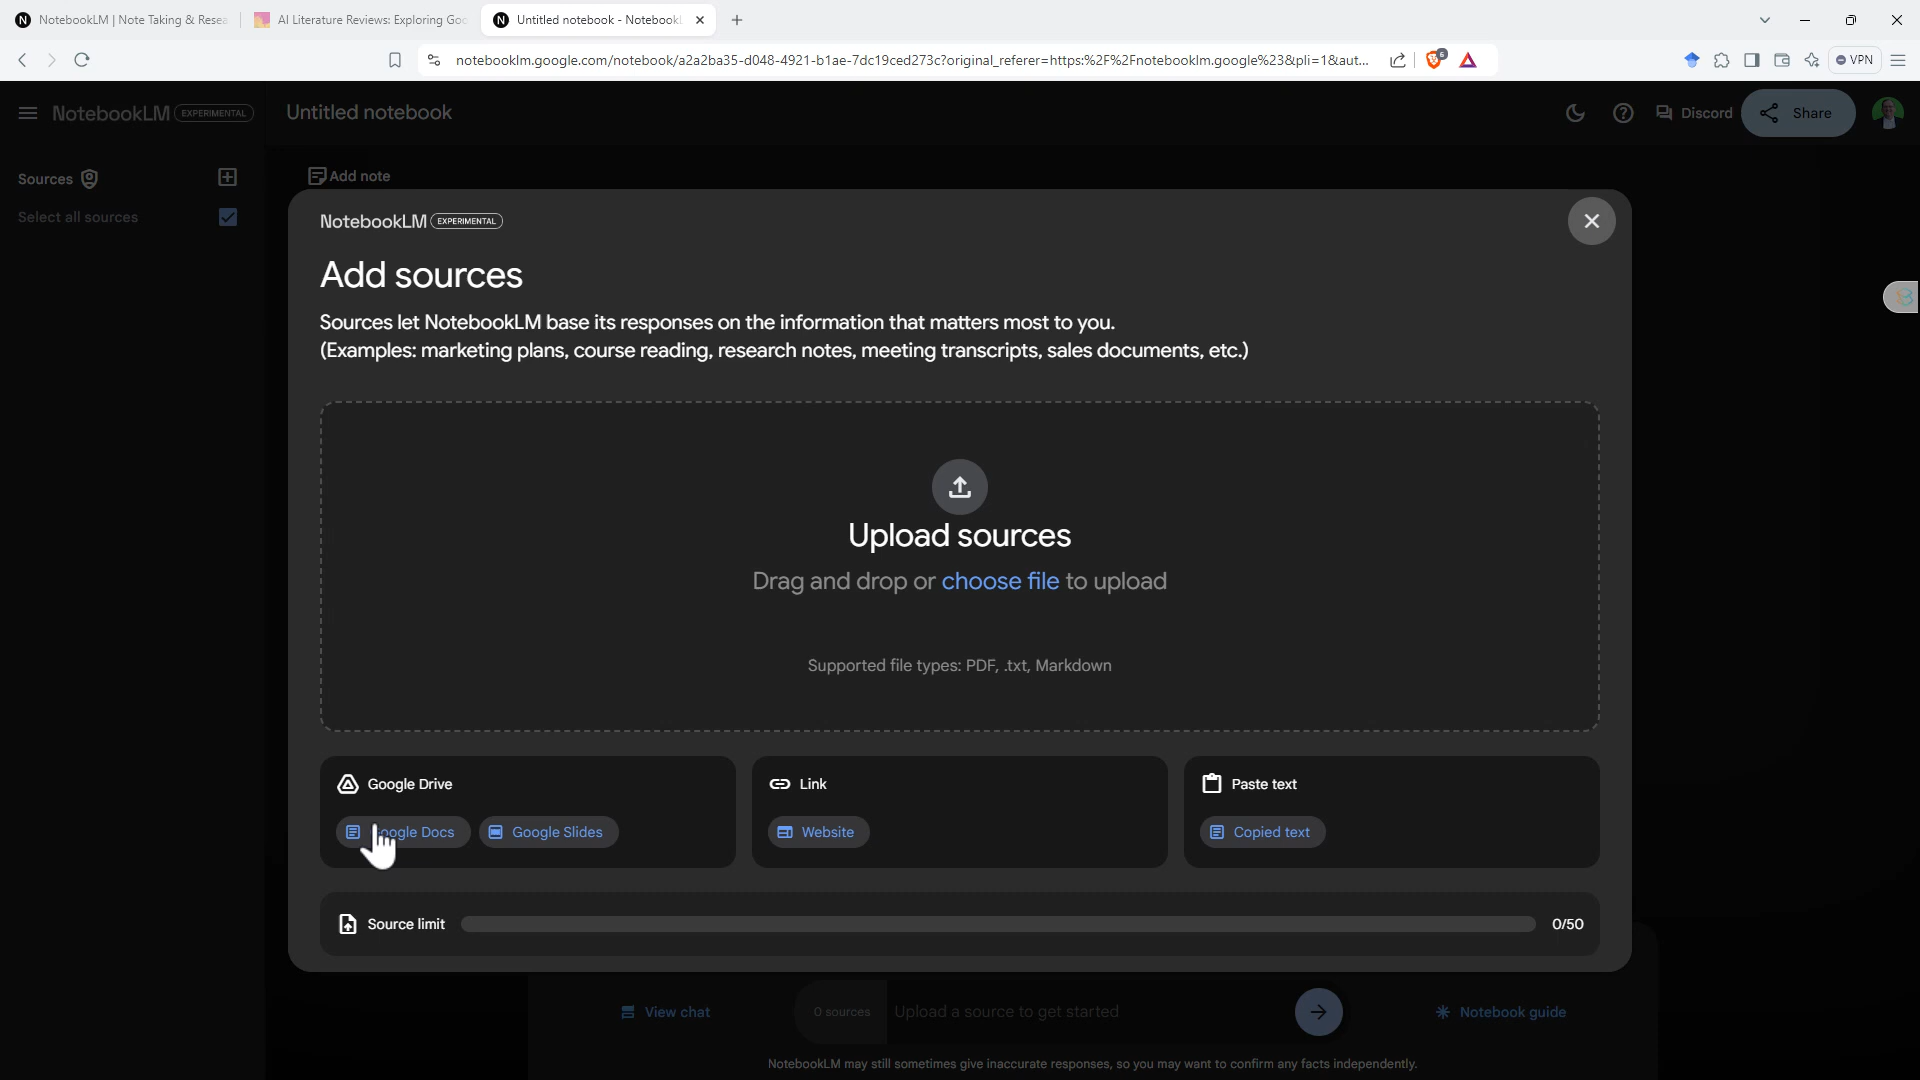 NotebookLM | Note Taking & Resea
AI Literature Reviews: Exploring Goo
Untitled notebook - NotebookL
notebooklm.google.com/notebook/a2a2ba35-d048-4921-b1ae-7dc19ced273c?original_referer=https:%2F%2Fnotebooklm.google%23&pli=1&aut...
6
VPN
NotebookLM EXPERIMENTAL
Untitled notebook
Discord
Share
Sources
Add note
Select all sources
NotebookLM EXPERIMENTAL
Add sources
Sources let NotebookLM base its responses on the information that matters most to you.
(Examples: marketing plans, course reading, research notes, meeting transcripts, sales documents, etc.)
Upload sources
Drag and drop or choose file to upload
Supported file types: PDF, .txt, Markdown
Google Drive
Link
Paste text
oogle Docs
Google Slides
Website
Copied text
Source limit
0/50
View chat
0 sources
Upload a source to get started
Notebook guide
NotebookLM may still sometimes give inaccurate responses, so you may want to confirm any facts independently.